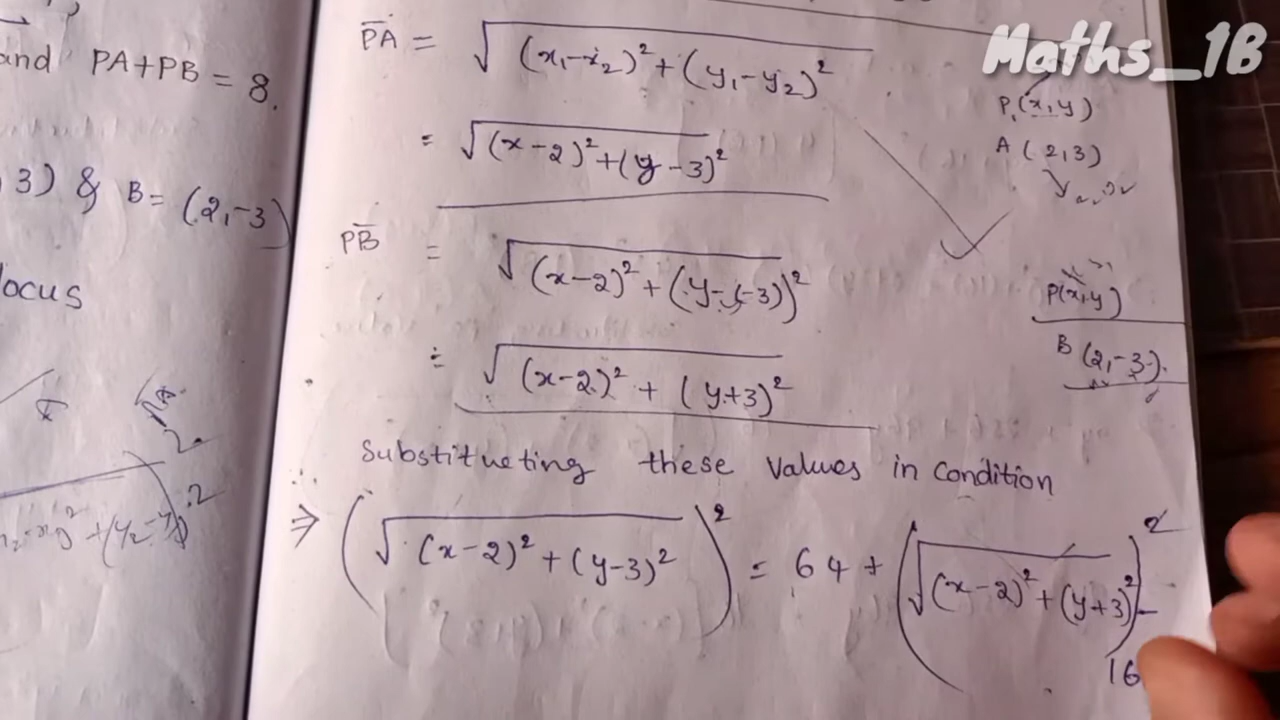 Maths_1B
and PA+PB = 8.
3) & B= (2,-3)
locus
PA = √(x₁-x₂)²+(y₁-y₂)²
= √(x-2)²+(y-3)²
P(x,y)
A (2,3)
PB = √(x-2)²+(y-(-3))²
= √(x-2)² + (y+3)²
P(x,y)
B (2,-3).
Substitueting these values in condition
⇒ (√(x-2)²+(y-3)²)² = 64 + (√(x-2)²+(y+3)²)² -
16